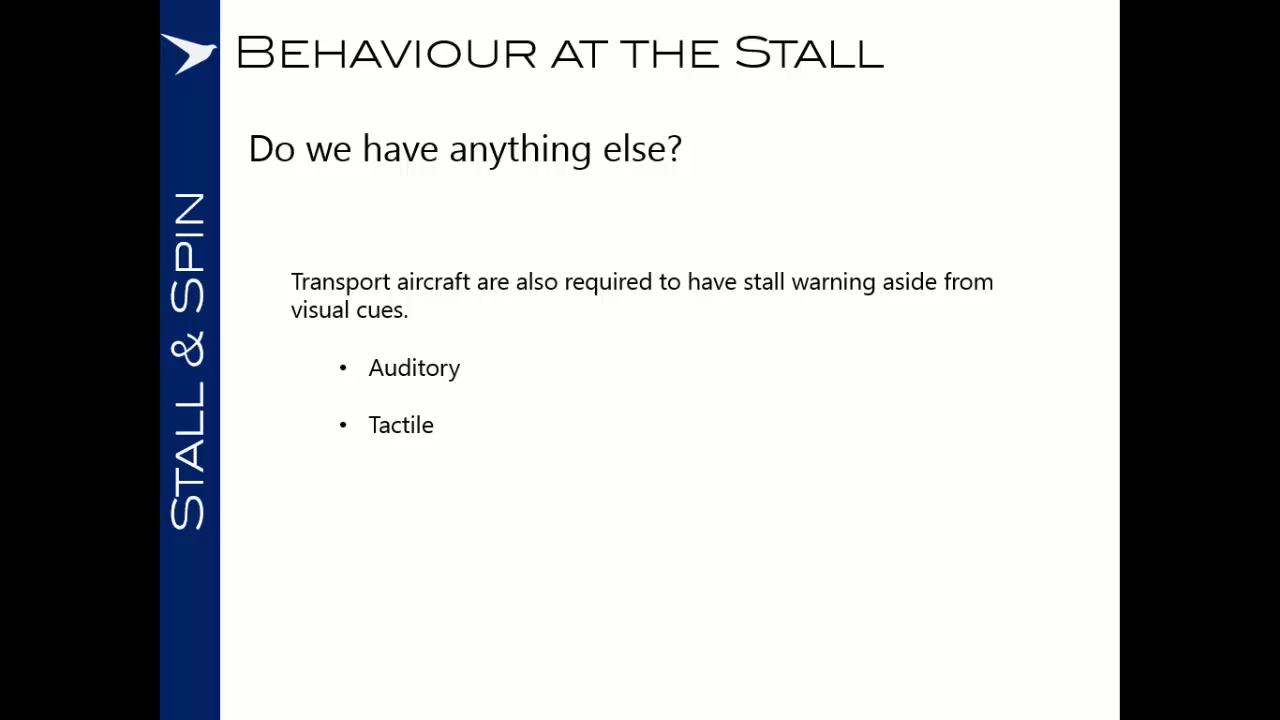 BEHAVIOUR AT THE STALL
Do we have anything else?
Transport aircraft are also required to have stall warning aside from
visual cues.
• Auditory
• Tactile
STALL & SPIN